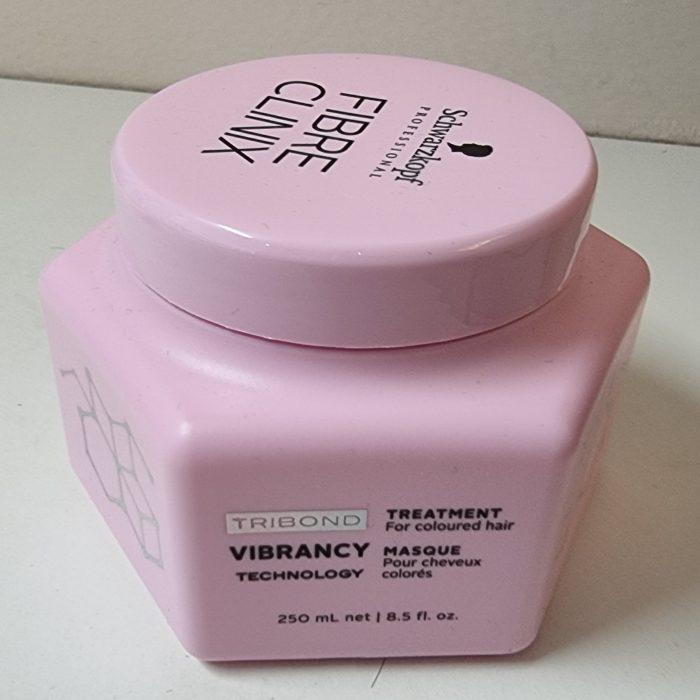 Schwarzkopf
PROFESSIONAL
FIBRE
CLINIX
TRIBOND
VIBRANCY
TECHNOLOGY
TREATMENT
For coloured hair
MASQUE
Pour cheveux
colorés
250 mL net | 8.5 fl. oz.